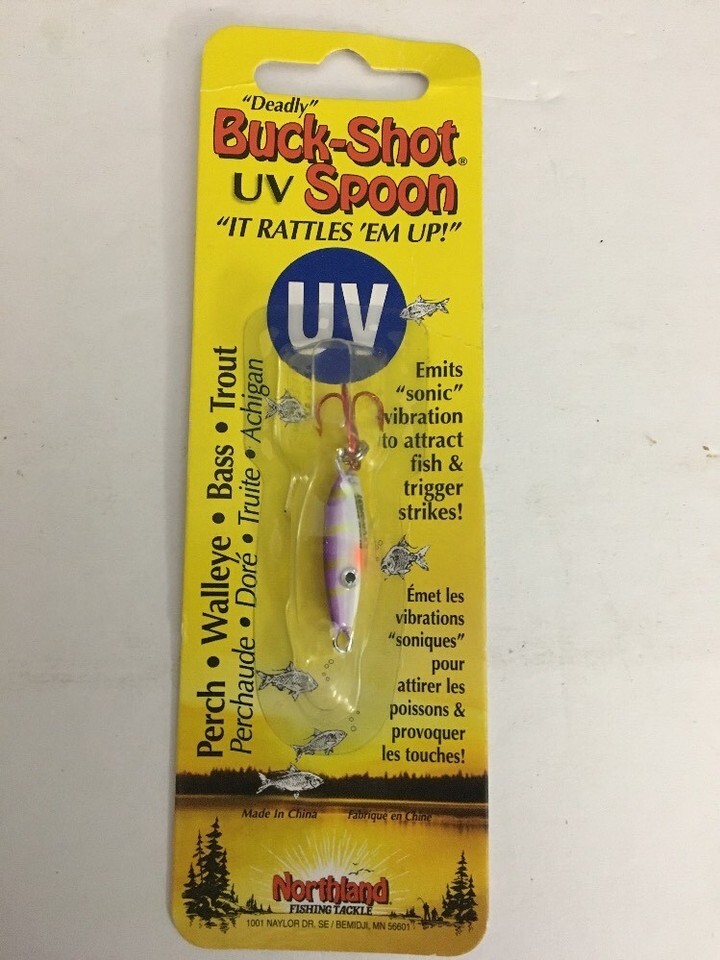 "Deadly"
Buck-Shot®
UV Spoon
"IT RATTLES 'EM UP!"
UV
Perch • Walleye • Bass • Trout
Perchaude • Doré • Truite • Achigan
Emits
"sonic"
vibration
to attract
fish &
trigger
strikes!
Émet les
vibrations
"soniques"
pour
attirer les
poissons &
provoquer
les touches!
Made In China
Fabriqué en Chine
Northland
FISHING TACKLE
1001 NAYLOR DR. SE / BEMIDJI, MN 56601